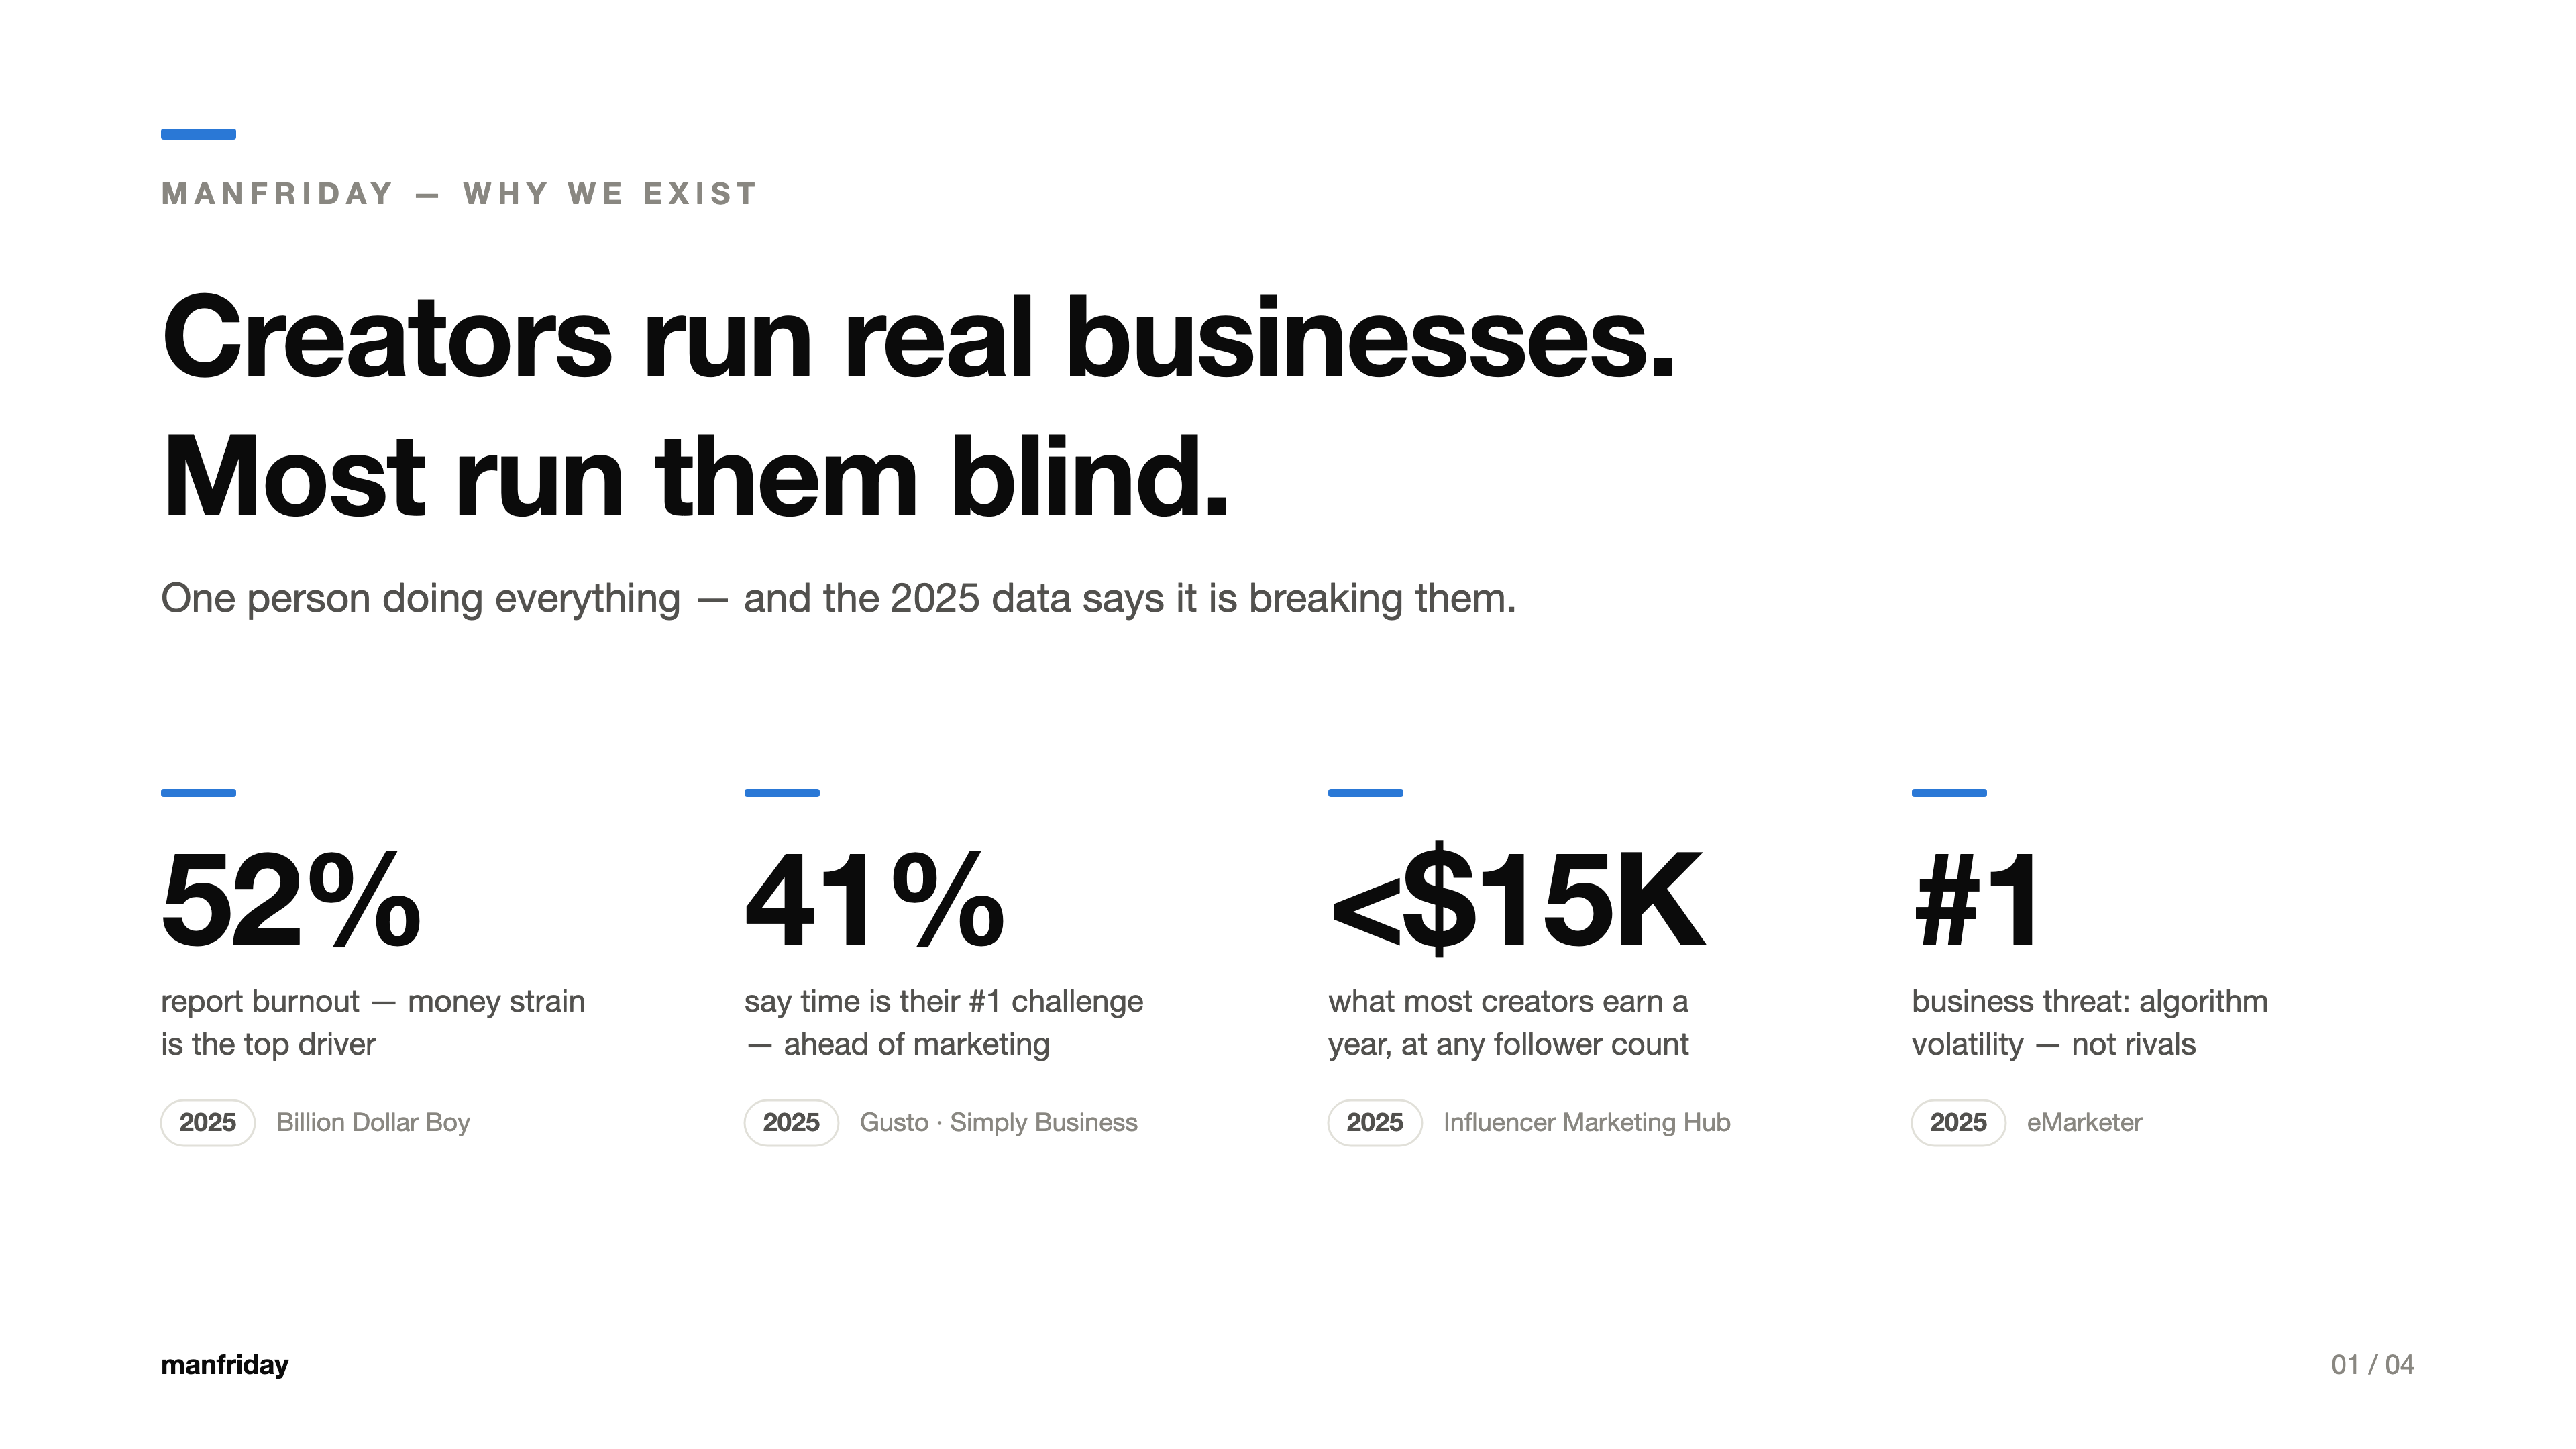 MANFRIDAY — WHY WE EXIST
Creators run real businesses.
Most run them blind.
One person doing everything — and the 2025 data says it is breaking them.
52%
report burnout — money strain
is the top driver
2025 Billion Dollar Boy
41%
say time is their #1 challenge
— ahead of marketing
2025 Gusto · Simply Business
<$15K
what most creators earn a
year, at any follower count
2025 Influencer Marketing Hub
#1
business threat: algorithm
volatility — not rivals
2025 eMarketer
manfriday
01 / 04